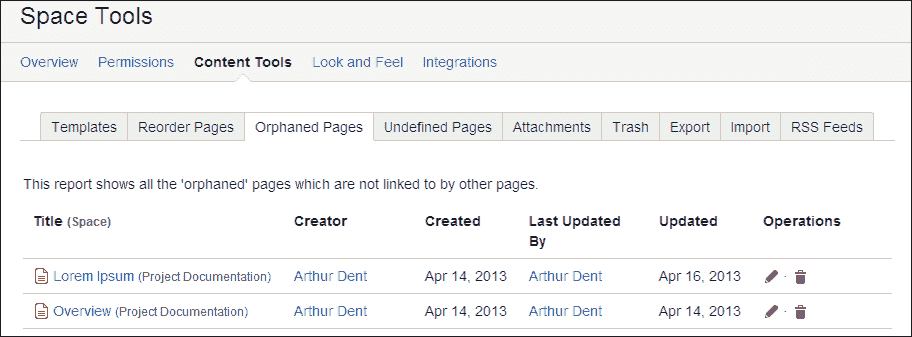 Space Tools
Overview Permissions Content Tools Look and Feel Integrations
Templates Reorder Pages Orphaned Pages Undefined Pages Attachments Trash Export Import RSS Feeds
This report shows all the 'orphaned' pages which are not linked to by other pages.
Title (Space) Creator Created Last Updated By Updated Operations
Lorem Ipsum (Project Documentation) Arthur Dent Apr 14, 2013 Arthur Dent Apr 16, 2013
Overview (Project Documentation) Arthur Dent Apr 14, 2013 Arthur Dent Apr 14, 2013